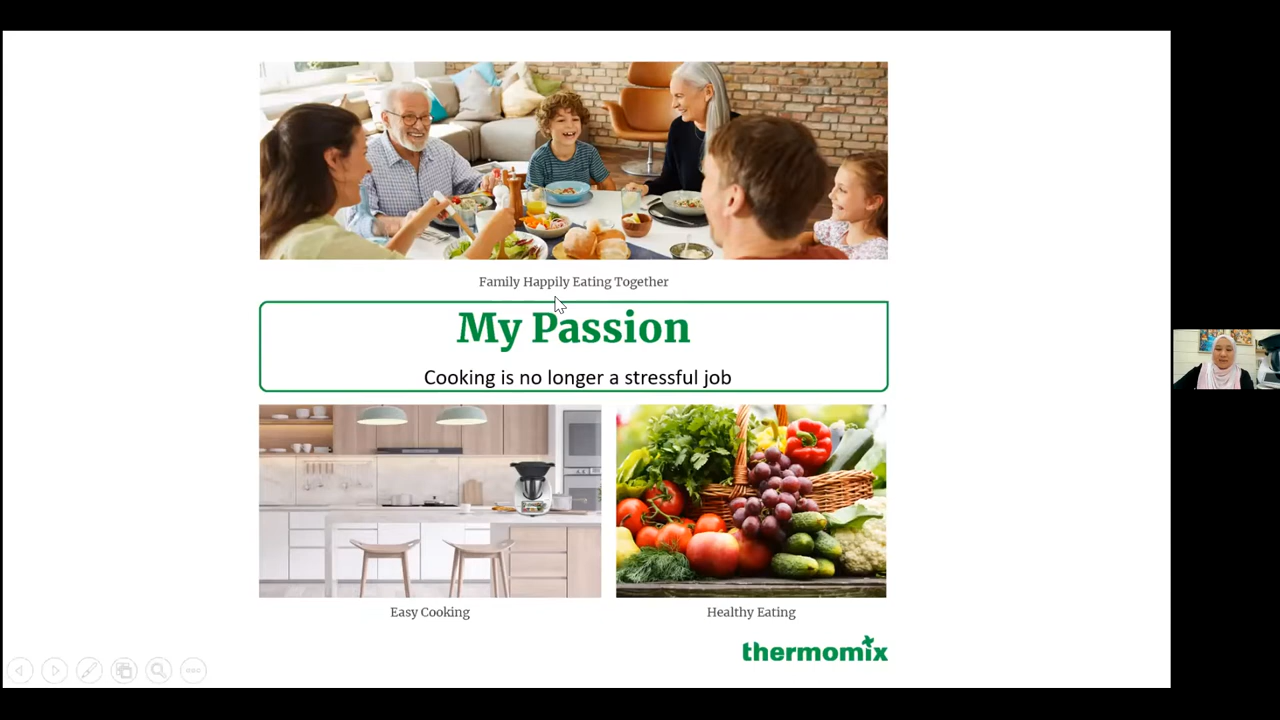 Family Happily Eating Together
My Passion
Cooking is no longer a stressful job
Easy Cooking
Healthy Eating
thermomix